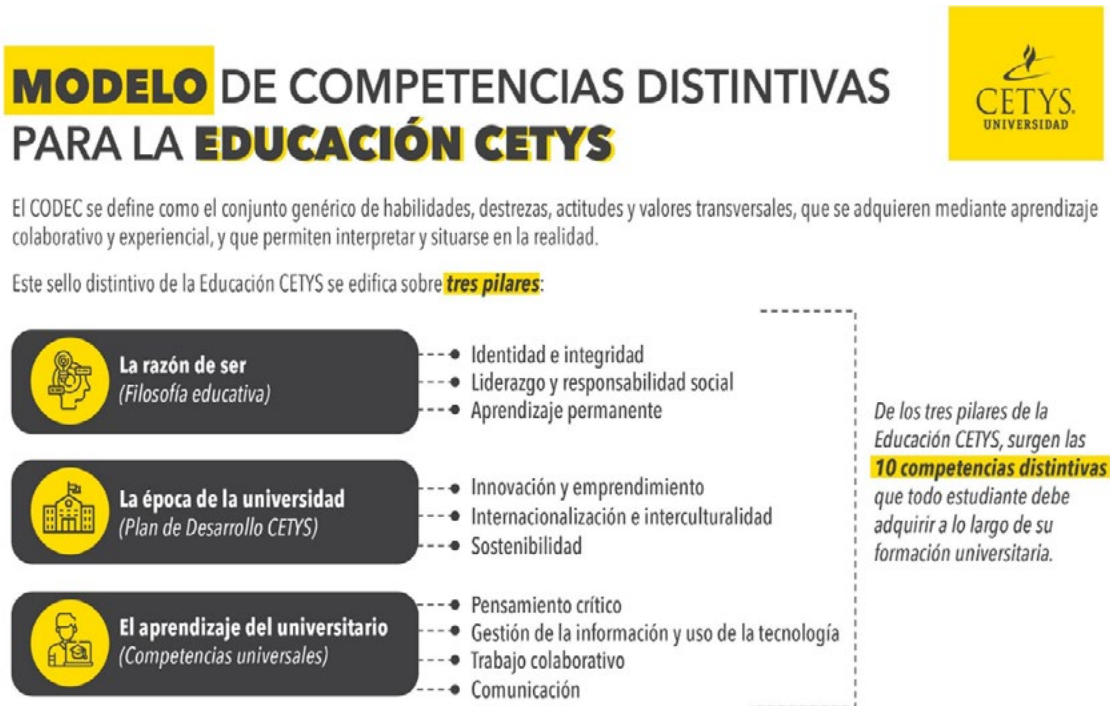 MODELO DE COMPETENCIAS DISTINTIVAS
PARA LA EDUCACIÓN CETYS
CETYS
UNIVERSIDAD
El CODEC se define como el conjunto genérico de habilidades, destrezas, actitudes y valores transversales, que se adquieren mediante aprendizaje
colaborativo y experiencial, y que permiten interpretar y situarse en la realidad.
Este sello distintivo de la Educación CETYS se edifica sobre tres pilares:
La razón de ser
(Filosofía educativa)
Identidad e integridad
Liderazgo y responsabilidad social
Aprendizaje permanente
La época de la universidad
(Plan de Desarrollo CETYS)
Innovación y emprendimiento
Internacionalización e interculturalidad
Sostenibilidad
El aprendizaje del universitario
(Competencias universales)
Pensamiento crítico
Gestión de la información y uso de la tecnología
Trabajo colaborativo
Comunicación
De los tres pilares de la
Educación CETYS, surgen las
10 competencias distintivas
que todo estudiante debe
adquirir a lo largo de su
formación universitaria.